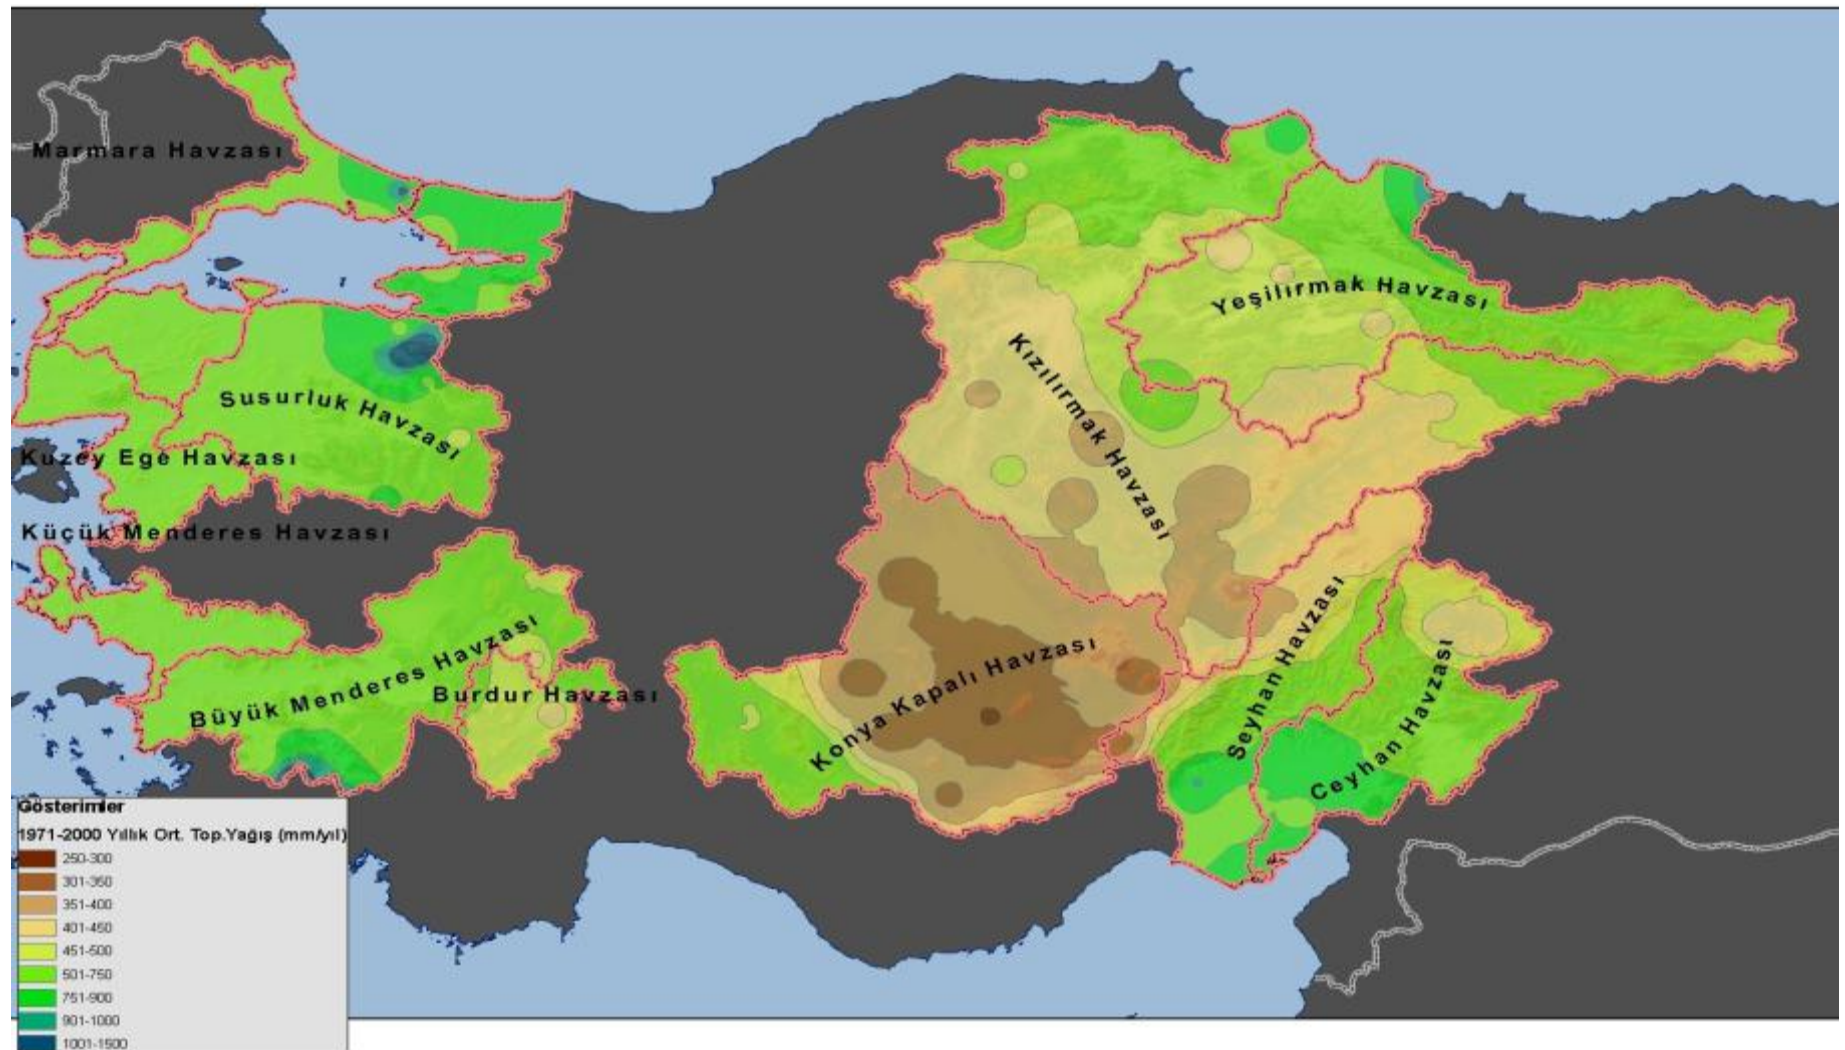 Marmara Havzası
Yeşilırmak Havzası
Kızılırmak Havzası
Susurluk Havzası
Kuzey Ege Havzası
Küçük Menderes Havzası
Büyük Menderes Havzası
Burdur Havzası
Konya Kapalı Havzası
Seyhan Havzası
Ceyhan Havzası
Gösterimler
1971-2000 Yıllık Ort. Top.Yağış (mm/yıl)
250-300
301-350
351-400
401-450
451-500
501-750
751-900
901-1000
1001-1500